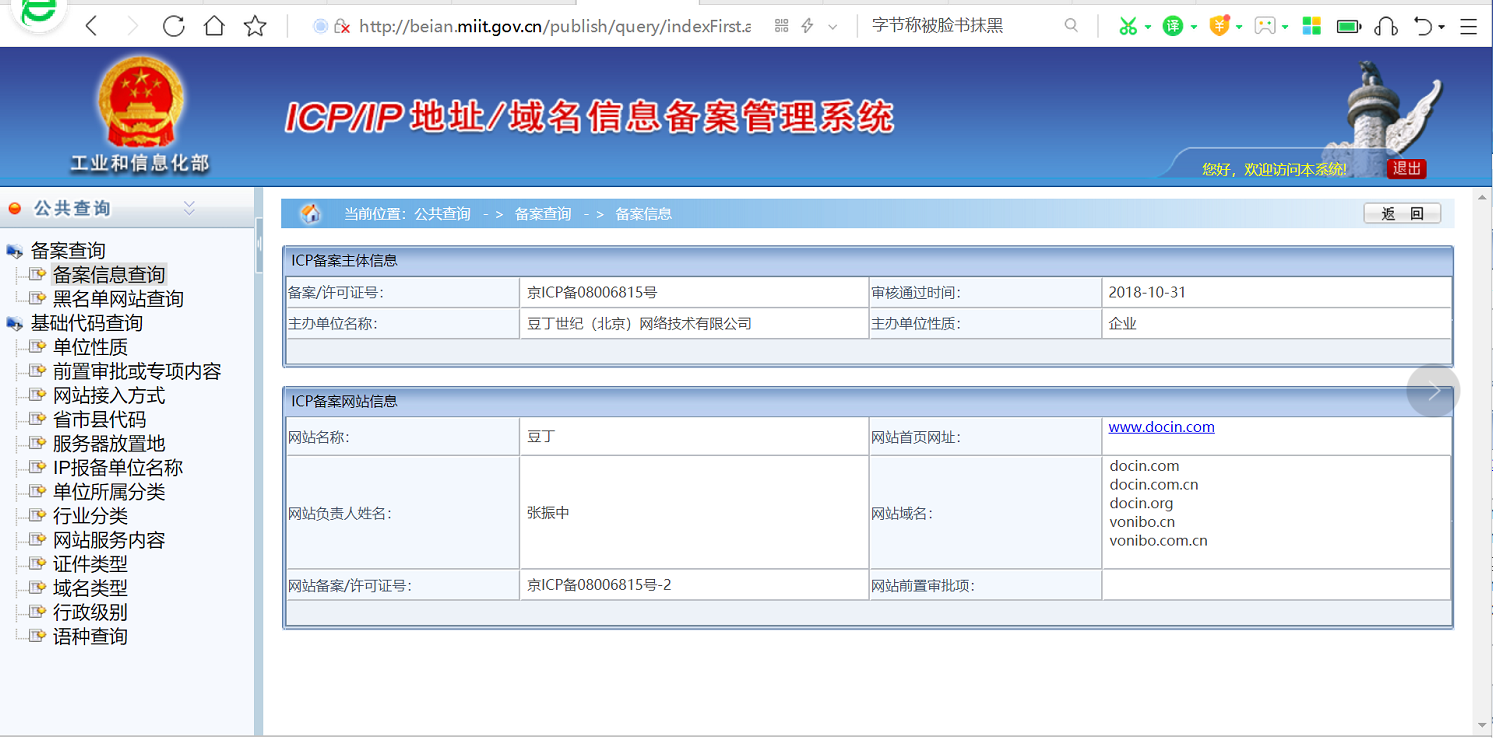 http://beian.miit.gov.cn/publish/query/indexFirst.a
字节称被脸书抹黑
译
工业和信息化部
ICP/IP 地址/域名信息备案管理系统
您好，欢迎访问本系统!
退出
公共查询
备案查询
备案信息查询
黑名单网站查询
基础代码查询
单位性质
前置审批或专项内容
网站接入方式
省市县代码
服务器放置地
IP报备单位名称
单位所属分类
行业分类
网站服务内容
证件类型
域名类型
行政级别
语种查询
当前位置：公共查询 -> 备案查询 -> 备案信息
返 回
ICP备案主体信息
备案/许可证号： 京ICP备08006815号 审核通过时间： 2018-10-31
主办单位名称： 豆丁世纪（北京）网络技术有限公司 主办单位性质： 企业
ICP备案网站信息
网站名称： 豆丁 网站首页网址： www.docin.com
网站负责人姓名： 张振中 网站域名：
docin.com
docin.com.cn
docin.org
vonibo.cn
vonibo.com.cn
网站备案/许可证号： 京ICP备08006815号-2 网站前置审批项：